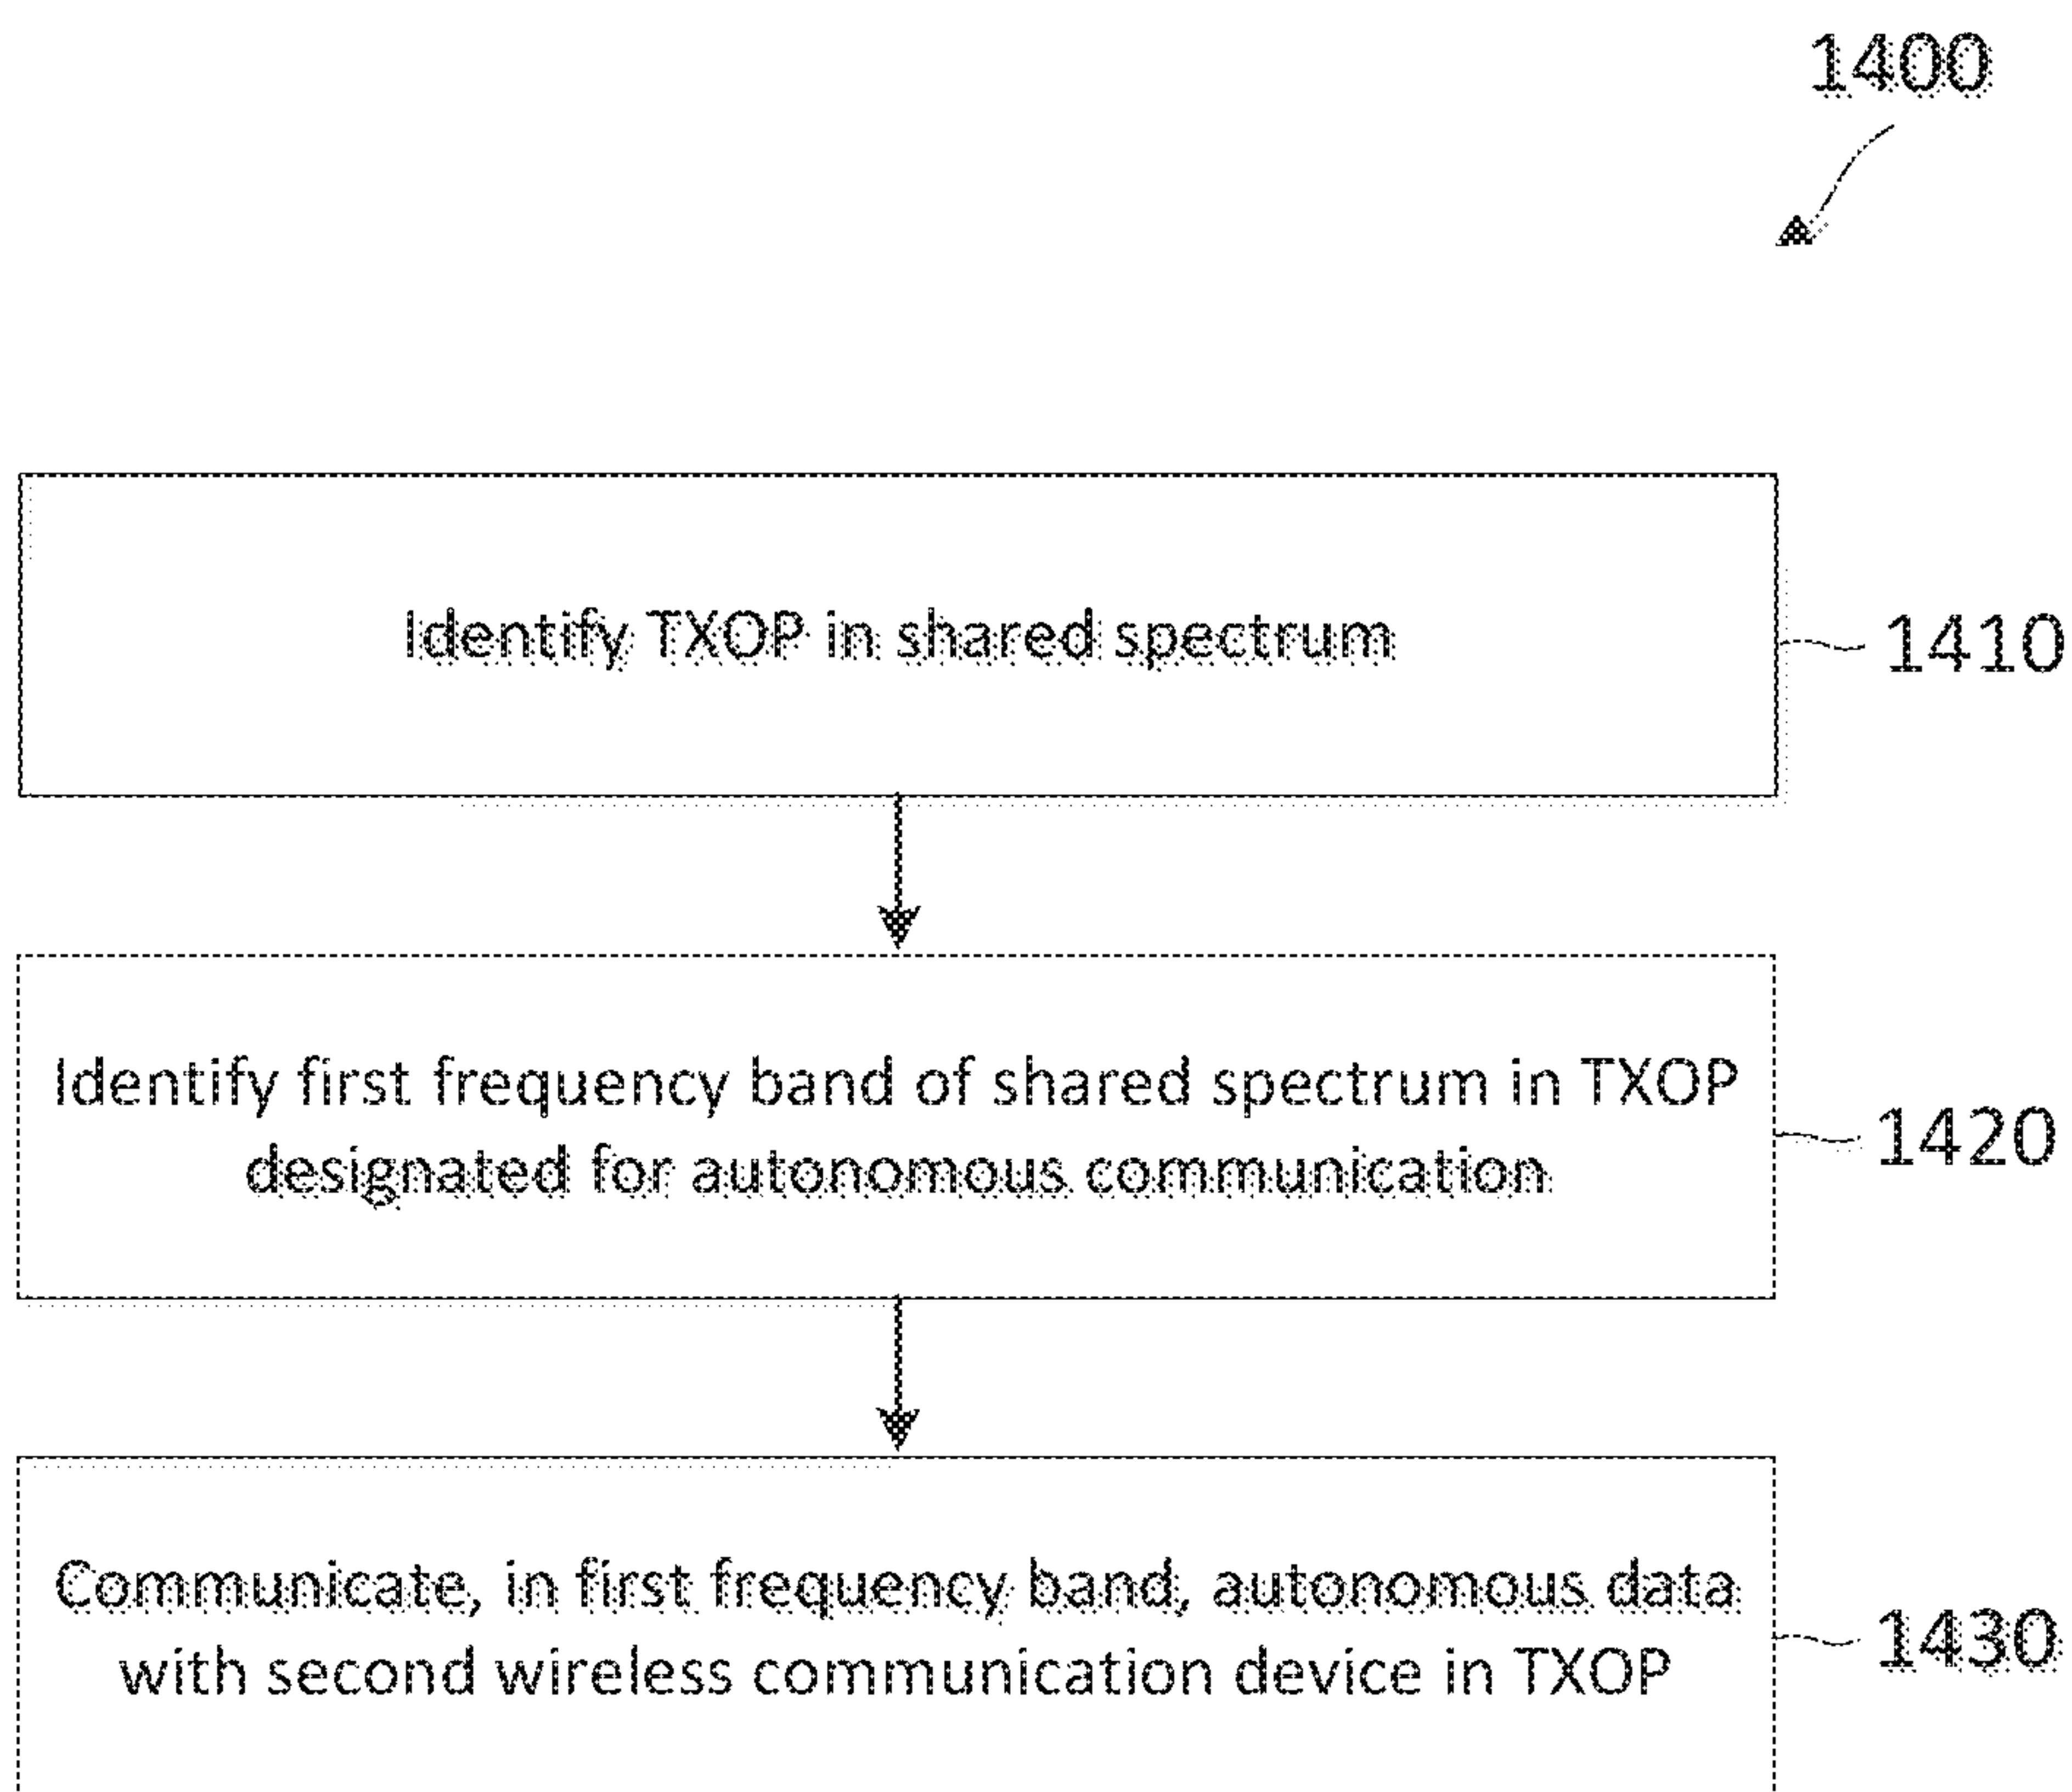 1400
Identify TXOP in shared spectrum
1410
Identify first frequency band of shared spectrum in TXOP
designated for autonomous communication
1420
Communicate, in first frequency band, autonomous data
with second wireless communication device in TXOP
1430